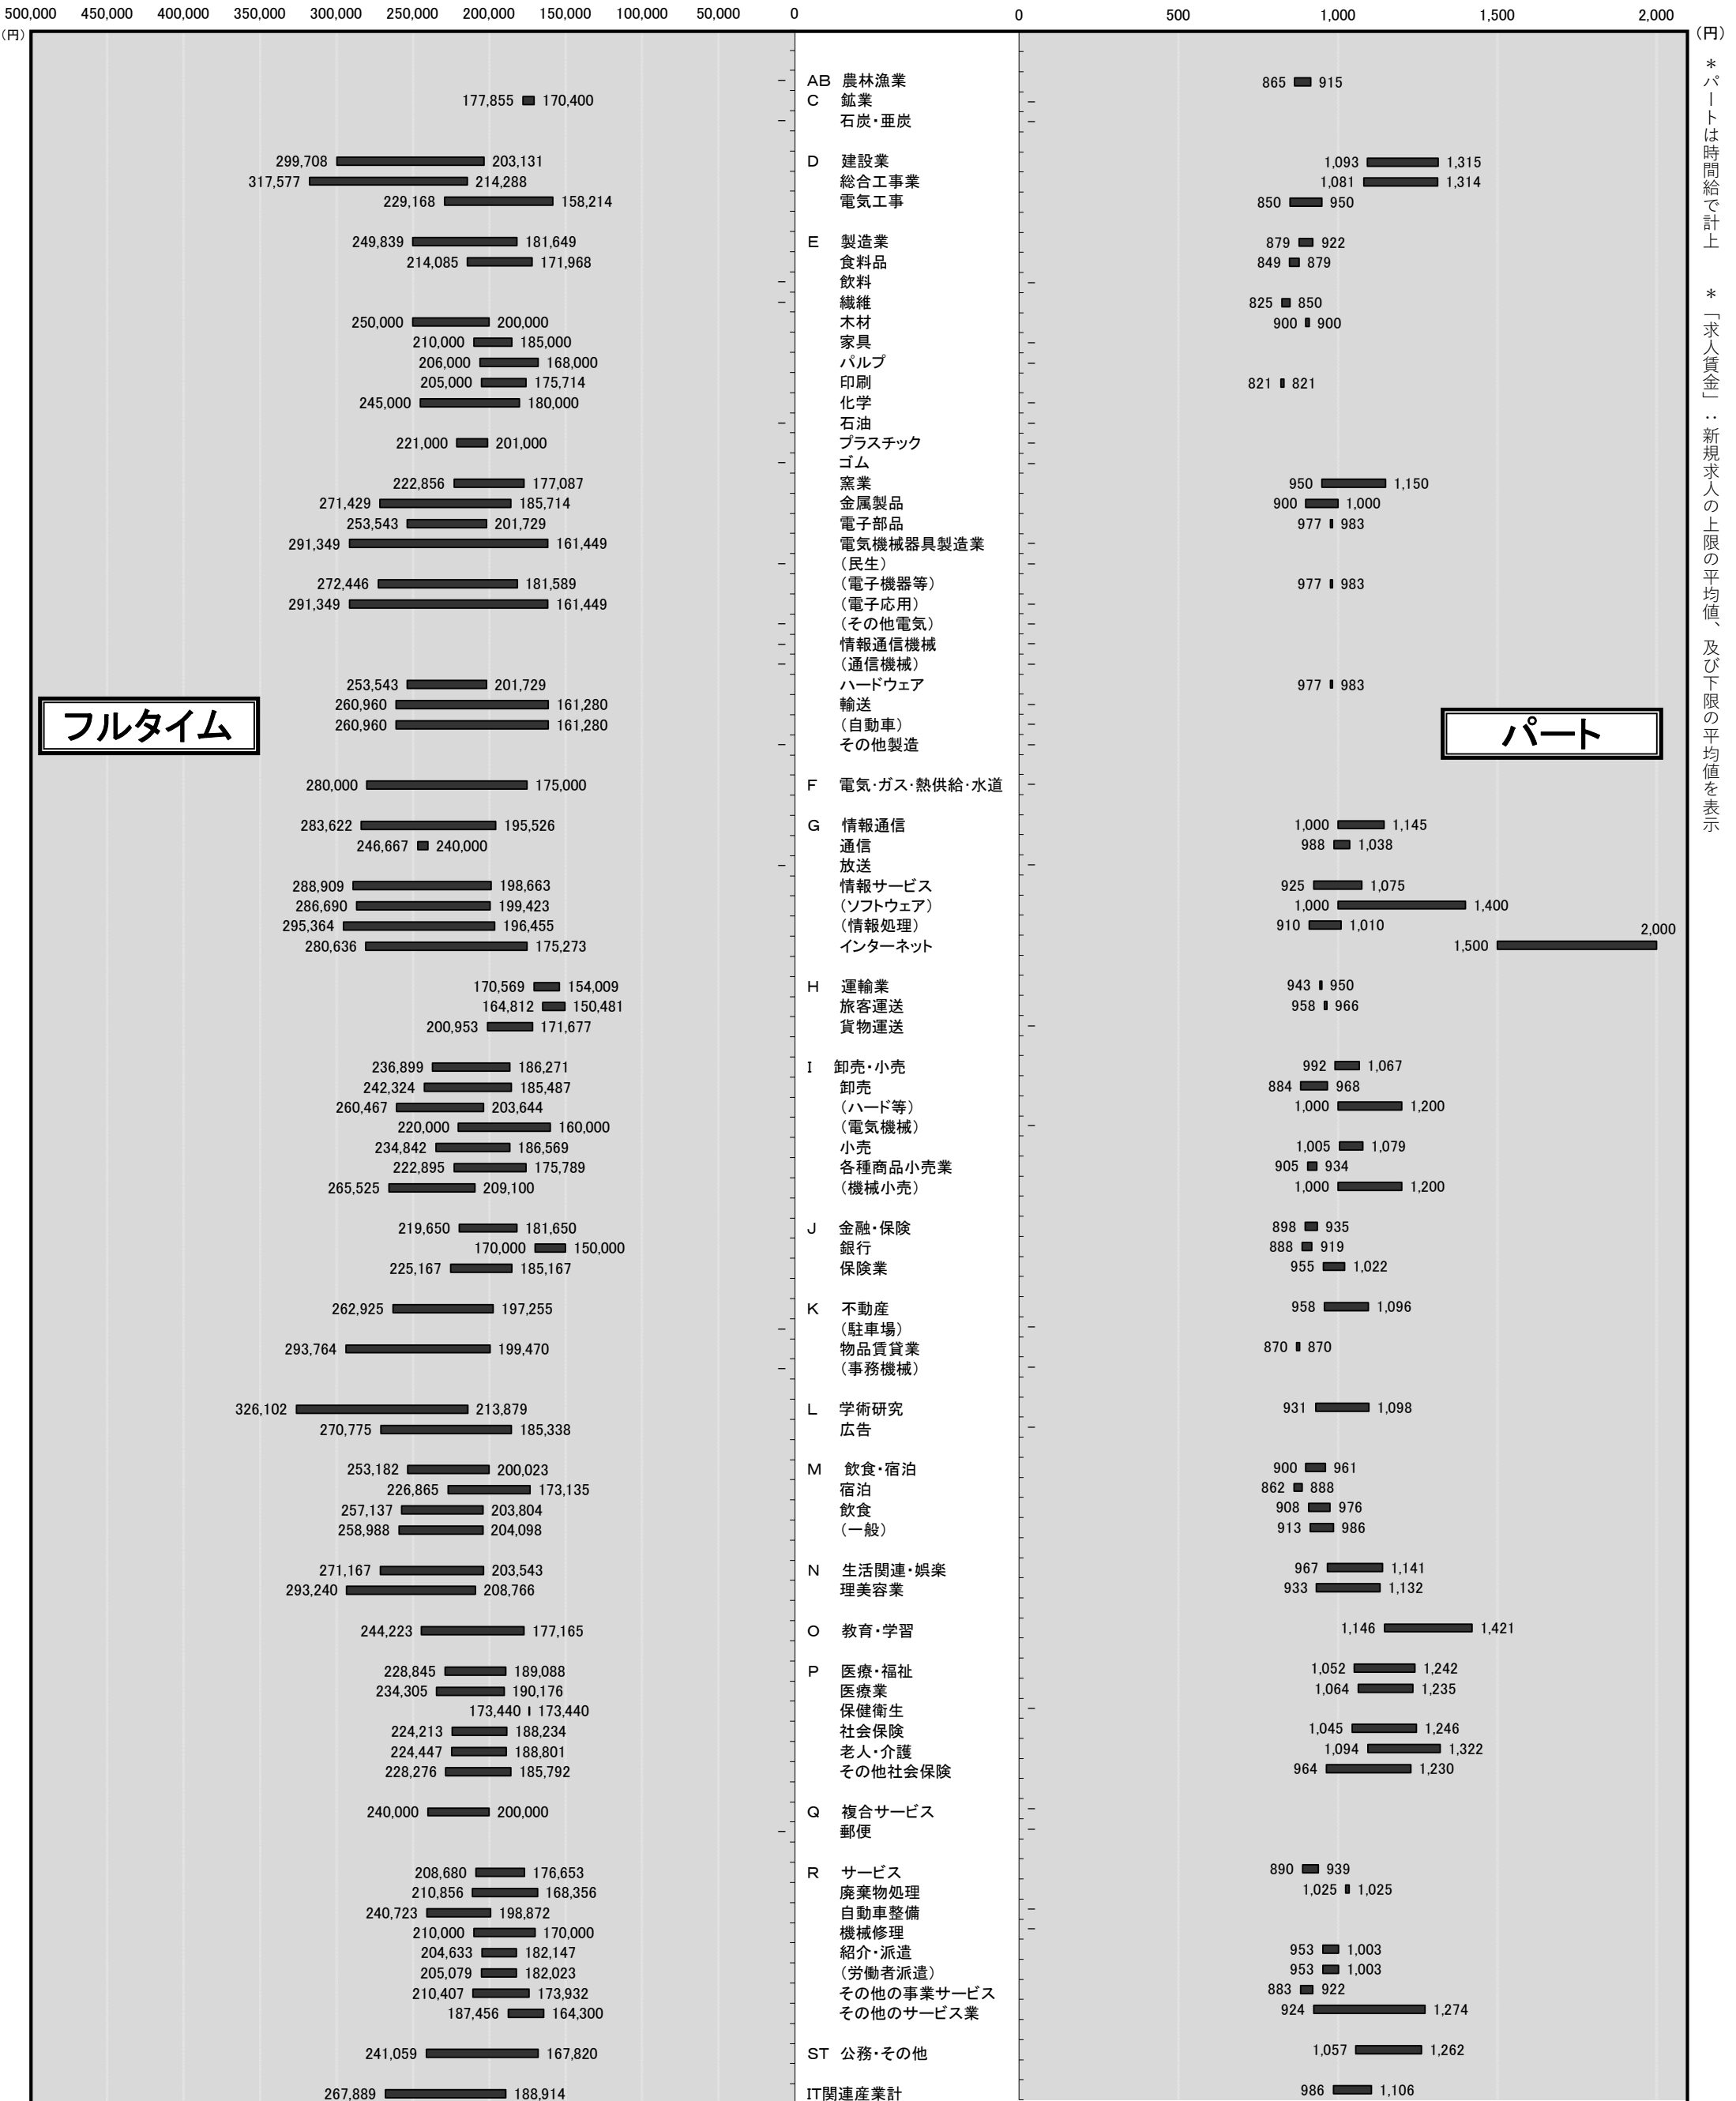 500,000 450,000 400,000 350,000 300,000 250,000 200,000 150,000 100,000 50,000 0 0 500 1,000 1,500 2,000
(円) (円)
AB 農林漁業 865 915
177,855 170,400 C 鉱業
石炭・亜炭
299,708 203,131 D 建設業 1,093 1,315
317,577 214,288 総合工事業 1,081 1,314
229,168 158,214 電気工事 850 950
249,839 181,649 E 製造業 879 922
214,085 171,968 食料品 849 879
飲料
繊維 825 850
250,000 200,000 木材 900 900
210,000 185,000 家具
206,000 168,000 パルプ
205,000 175,714 印刷 821 821
245,000 180,000 化学
石油
221,000 201,000 プラスチック
ゴム
222,856 177,087 窯業 950 1,150
271,429 185,714 金属製品 900 1,000
253,543 201,729 電子部品 977 983
291,349 161,449 電気機械器具製造業
(民生)
272,446 181,589 (電子機器等) 977 983
291,349 161,449 (電子応用)
(その他電気)
情報通信機械
(通信機械)
253,543 201,729 ハードウェア 977 983
260,960 161,280 輸送
フルタイム
260,960 161,280 (自動車)
パート
その他製造
280,000 175,000 F 電気・ガス・熱供給・水道
283,622 195,526 G 情報通信 1,000 1,145
246,667 240,000 通信 988 1,038
放送
288,909 198,663 情報サービス 925 1,075
286,690 199,423 (ソフトウェア) 1,000 1,400
295,364 196,455 (情報処理) 910 1,010
280,636 175,273 インターネット 1,500 2,000
170,569 154,009 H 運輸業 943 950
164,812 150,481 旅客運送 958 966
200,953 171,677 貨物運送
236,899 186,271 I 卸売・小売 992 1,067
242,324 185,487 卸売 884 968
260,467 203,644 (ハード等) 1,000 1,200
220,000 160,000 (電気機械)
234,842 186,569 小売 1,005 1,079
222,895 175,789 各種商品小売業 905 934
265,525 209,100 (機械小売) 1,000 1,200
219,650 181,650 J 金融・保険 898 935
170,000 150,000 銀行 888 919
225,167 185,167 保険業 955 1,022
262,925 197,255 K 不動産 958 1,096
(駐車場)
293,764 199,470 物品賃貸業 870 870
(事務機械)
326,102 213,879 L 学術研究 931 1,098
270,775 185,338 広告
253,182 200,023 M 飲食・宿泊 900 961
226,865 173,135 宿泊 862 888
257,137 203,804 飲食 908 976
258,988 204,098 (一般) 913 986
271,167 203,543 N 生活関連・娯楽 967 1,141
293,240 208,766 理美容業 933 1,132
244,223 177,165 O 教育・学習 1,146 1,421
228,845 189,088 P 医療・福祉 1,052 1,242
234,305 190,176 医療業 1,064 1,235
173,440 173,440 保健衛生
224,213 188,234 社会保険 1,045 1,246
224,447 188,801 老人・介護 1,094 1,322
228,276 185,792 その他社会保険 964 1,230
240,000 200,000 Q 複合サービス
郵便
208,680 176,653 R サービス 890 939
210,856 168,356 廃棄物処理 1,025 1,025
240,723 198,872 自動車整備
210,000 170,000 機械修理
204,633 182,147 紹介・派遣 953 1,003
205,079 182,023 (労働者派遣) 953 1,003
210,407 173,932 その他の事業サービス 883 922
187,456 164,300 その他のサービス業 924 1,274
241,059 167,820 ST 公務・その他 1,057 1,262
267,889 188,914 IT関連産業計 986 1,106
*パートは時間給で計上 *「求人賃金」:新規求人の上限の平均値、及び下限の平均値を表示